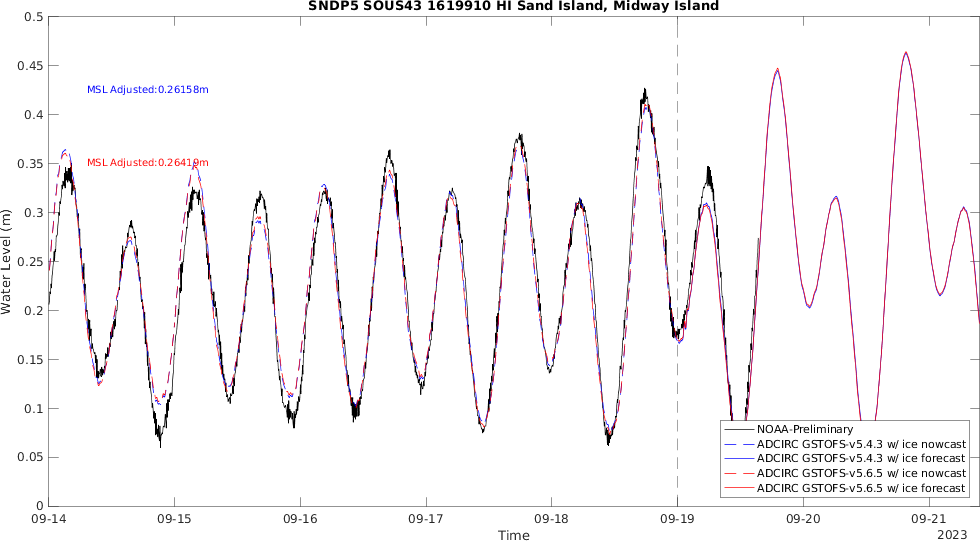 SNDP5 SOUS43 1619910 HI Sand Island, Midway Island
0.5
0.45
0.4
0.35
0.3
0.25
0.2
0.15
0.1
0.05
0
Water Level (m)
MSL Adjusted:0.26158m
MSL Adjusted:0.26419m
NOAA-Preliminary
ADCIRC GSTOFS-v5.4.3 w/ ice nowcast
ADCIRC GSTOFS-v5.4.3 w/ ice forecast
ADCIRC GSTOFS-v5.6.5 w/ ice nowcast
ADCIRC GSTOFS-v5.6.5 w/ ice forecast
09-14 09-15 09-16 09-17 09-18 09-19 09-20 09-21
Time
2023